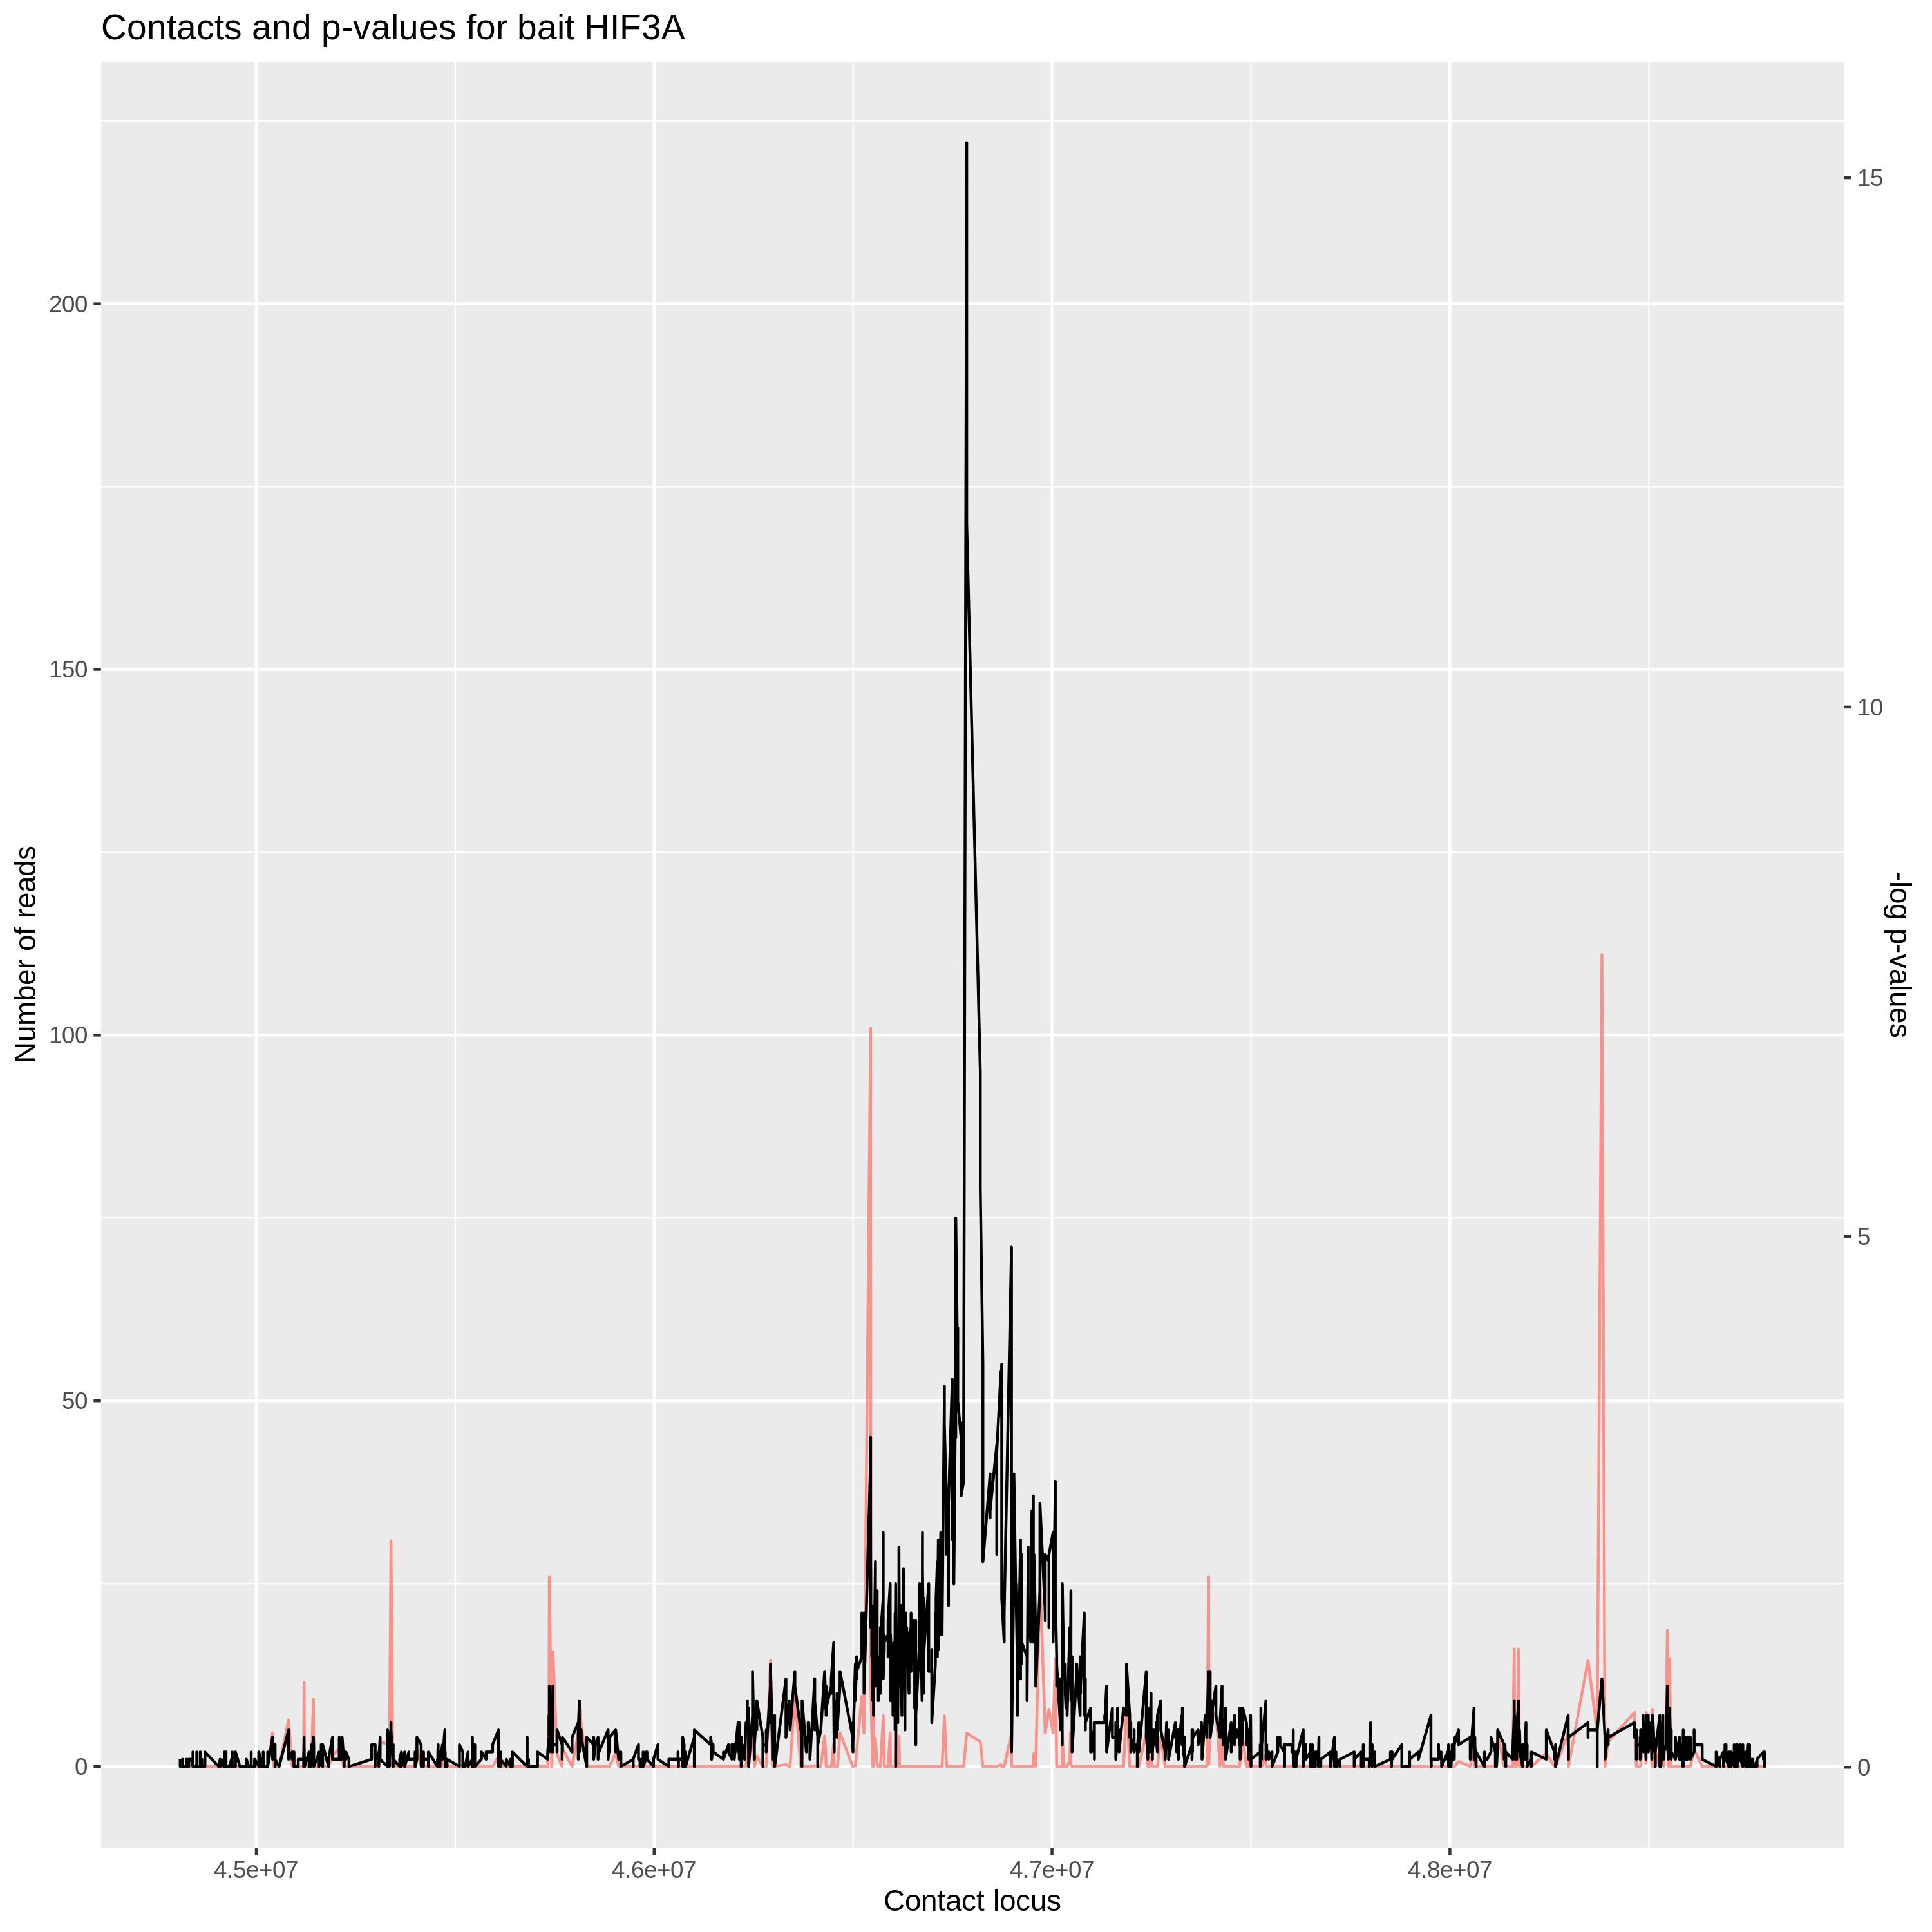 Contacts and p-values for bait HIF3A
Number of reads
200
150
100
50
0
15
10
5
0
-log p-values
4.5e+07 4.6e+07 4.7e+07 4.8e+07
Contact locus